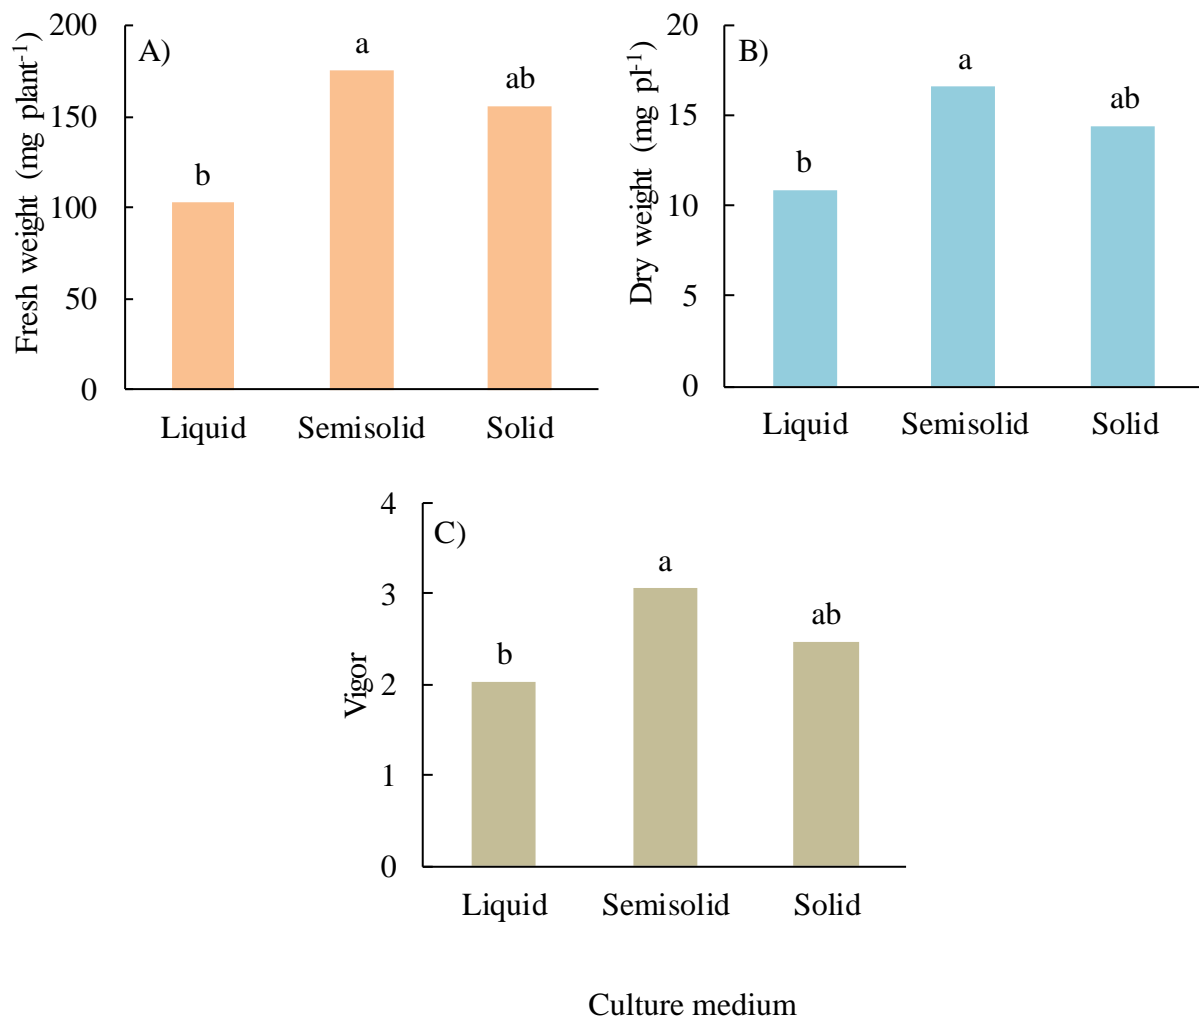 A)
Fresh weight (mg plant-1)
200
150
100
50
0
b
a
ab
Liquid Semisolid Solid
B)
Dry weight (mg pl-1)
20
15
10
5
0
b
a
ab
Liquid Semisolid Solid
C)
Vigor
4
3
2
1
0
b
a
ab
Liquid Semisolid Solid
Culture medium